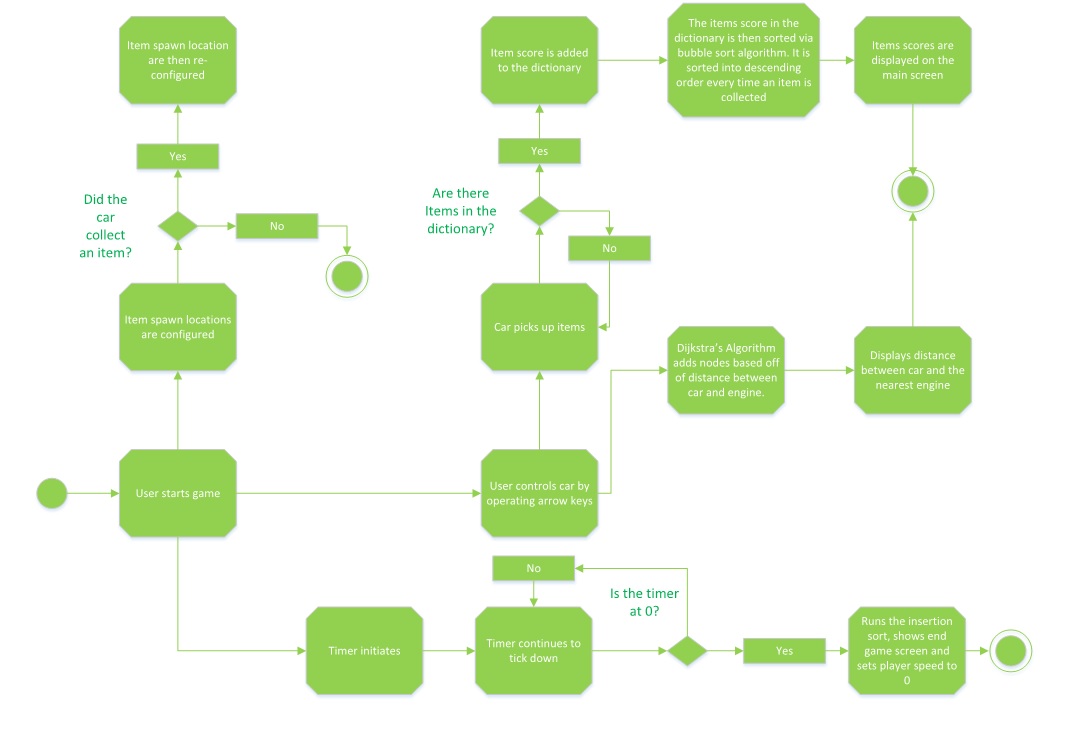 Item spawn location
are then re-
configured
Item score is added
to the dictionary
The items score in the
dictionary is then sorted via
bubble sort algorithm. It is
sorted into descending
order every time an item is
collected
Items scores are
displayed on the
main screen
Yes
Yes
Did the
car
collect
an item?
No
Are there
Items in the
dictionary?
No
Item spawn locations
are configured
Car picks up items
Dijkstra's Algorithm
adds nodes based off
of distance between
car and engine.
Displays distance
between car and the
nearest engine
User starts game
User controls car by
operating arrow keys
No
Is the timer
at 0?
Timer initiates
Timer continues to
tick down
Yes
Runs the insertion
sort, shows end
game screen and
sets player speed to
0